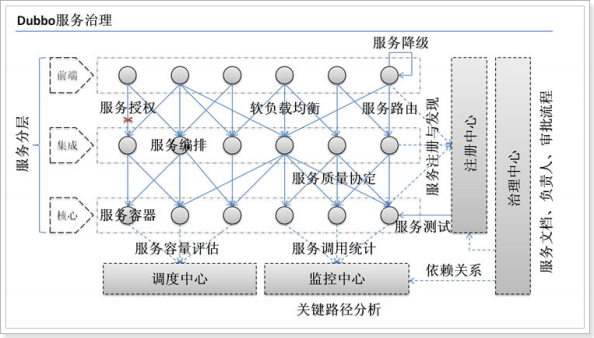 Dubbo服务治理
服务降级
前端
服务授权
软负载均衡
服务路由
服务分层
集成
服务编排
服务质量协定
服务注册与发现
注册中心
治理中心
服务文档、负责人、审批流程
核心
服务容器
服务测试
服务容量评估
服务调用统计
调度中心
监控中心
依赖关系
关键路径分析